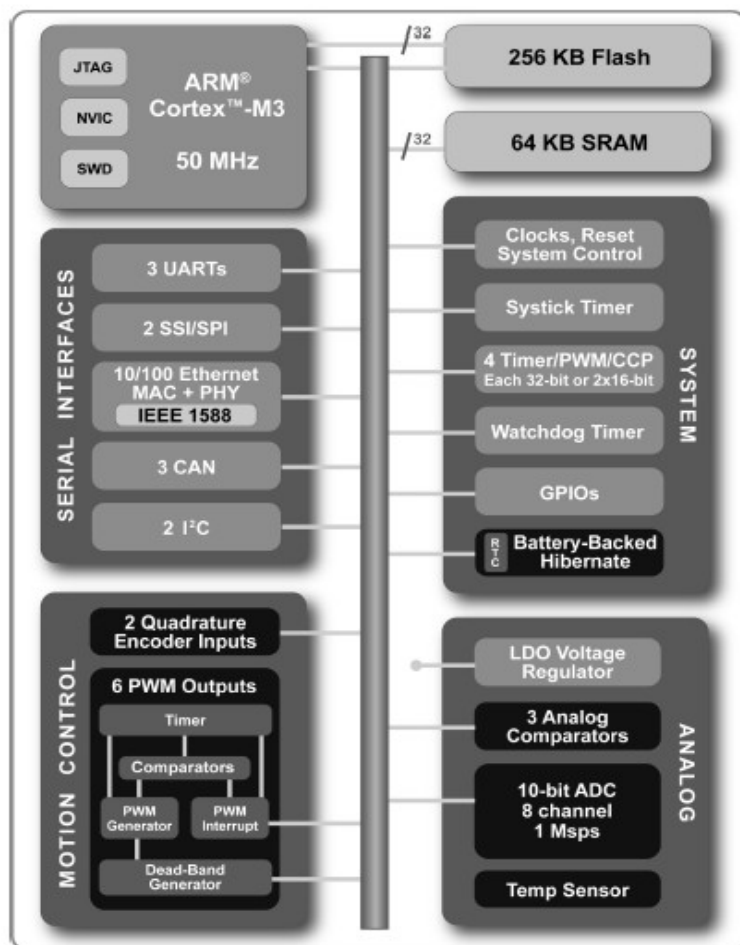 JTAG
NVIC
SWD
ARM®
Cortex™-M3
50 MHz
32
256 KB Flash
32
64 KB SRAM
SERIAL INTERFACES
3 UARTs
2 SSI/SPI
10/100 Ethernet
MAC + PHY
IEEE 1588
3 CAN
2 I²C
SYSTEM
Clocks, Reset
System Control
Systick Timer
4 Timer/PWM/CCP
Each 32-bit or 2x16-bit
Watchdog Timer
GPIOs
RTC
Battery-Backed
Hibernate
MOTION CONTROL
2 Quadrature
Encoder Inputs
6 PWM Outputs
Timer
Comparators
PWM
Generator
PWM
Interrupt
Dead-Band
Generator
ANALOG
LDO Voltage
Regulator
3 Analog
Comparators
10-bit ADC
8 channel
1 Msps
Temp Sensor